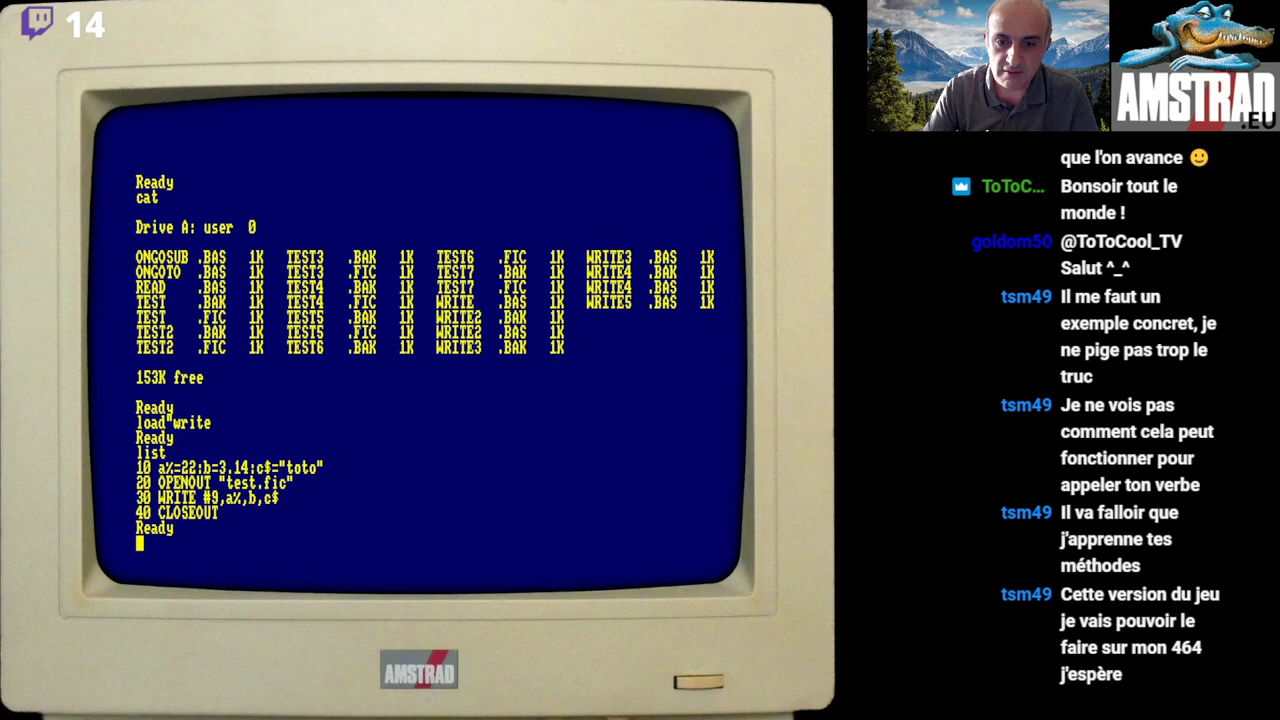 14
Ready
cat
Drive A: user 0
ONGOSUB .BAS 1K TEST3 .BAK 1K TEST6 .FIC 1K WRITE3 .BAS 1K
ONGOTO .BAS 1K TEST3 .FIC 1K TEST7 .BAK 1K WRITE4 .BAK 1K
READ .BAS 1K TEST4 .BAK 1K TEST7 .FIC 1K WRITE4 .BAS 1K
TEST .BAK 1K TEST4 .FIC 1K WRITE .BAS 1K WRITE5 .BAS 1K
TEST .FIC 1K TEST5 .BAK 1K WRITE2 .BAK 1K
TEST2 .BAK 1K TEST5 .FIC 1K WRITE2 .BAS 1K
TEST2 .FIC 1K TEST6 .BAK 1K WRITE3 .BAK 1K
153K free
Ready
load"write
Ready
list
10 a%=22:b=3.14:c$="toto"
20 OPENOUT "test.fic"
30 WRITE #9,a%,b,c$
40 CLOSEOUT
Ready
AMSTRAD
AMSTRAD
.EU
que l'on avance 🙂
ToToC... Bonsoir tout le
monde !
goldom50 @ToToCool_TV
Salut ^_^
tsm49 Il me faut un
exemple concret, je
ne pige pas trop le
truc
tsm49 Je ne vois pas
comment cela peut
fonctionner pour
appeler ton verbe
tsm49 Il va falloir que
j'apprenne tes
méthodes
tsm49 Cette version du jeu
je vais pouvoir le
faire sur mon 464
j'espère